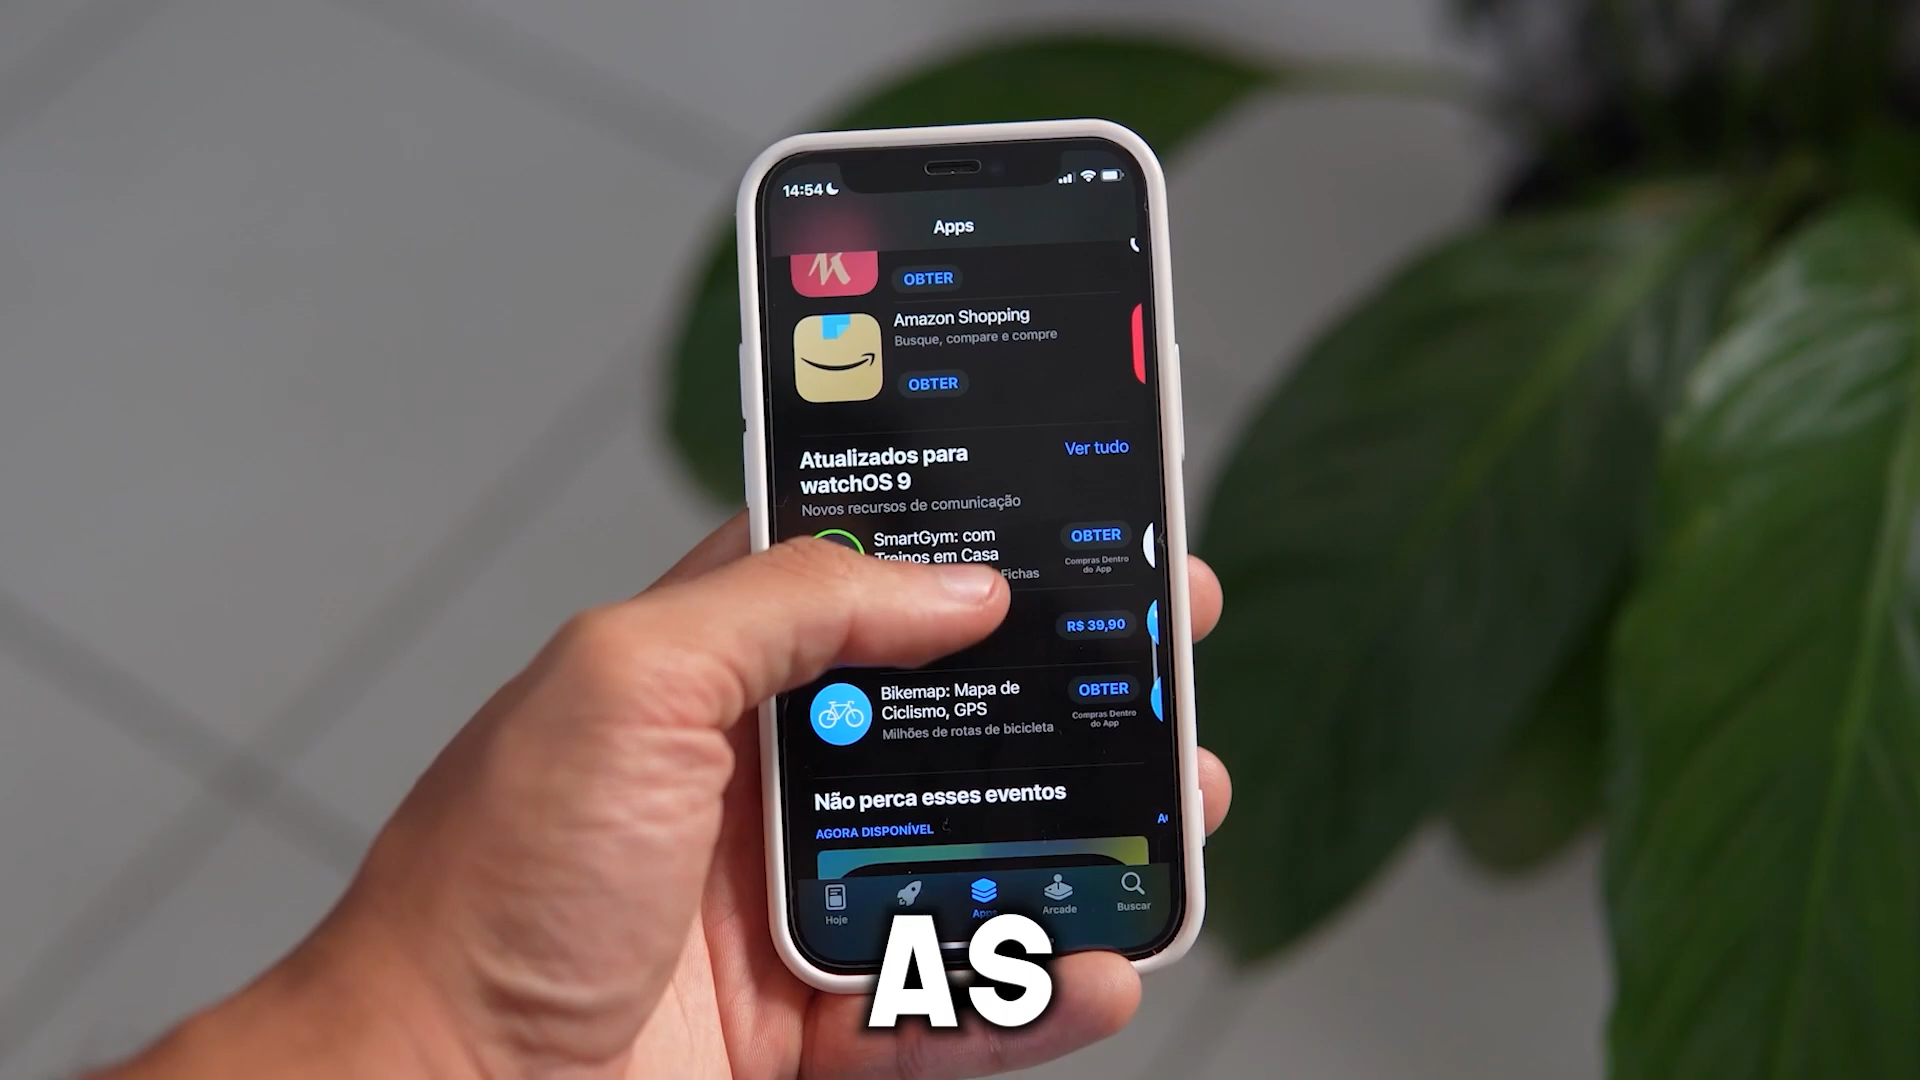 14:54
Apps
OBTER
Amazon Shopping
Busque, compare e compre
OBTER
Atualizados para
watchOS 9
Ver tudo
Novos recursos de comunicação
SmartGym: com
Treinos em Casa
Fichas
OBTER
Compras Dentro
do App
R$ 39,90
Bikemap: Mapa de
Ciclismo, GPS
Milhões de rotas de bicicleta
OBTER
Compras Dentro
do App
Não perca esses eventos
AGORA DISPONÍVEL
Hoje
Apps
Arcade
Buscar
AS